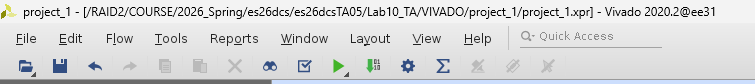 project_1 - [/RAID2/COURSE/2026_Spring/es26dcs/es26dcsTA05/Lab10_TA/VIVADO/project_1/project_1.xpr] - Vivado 2020.2@ee31
File Edit Flow Tools Reports Window Layout View Help Quick Access